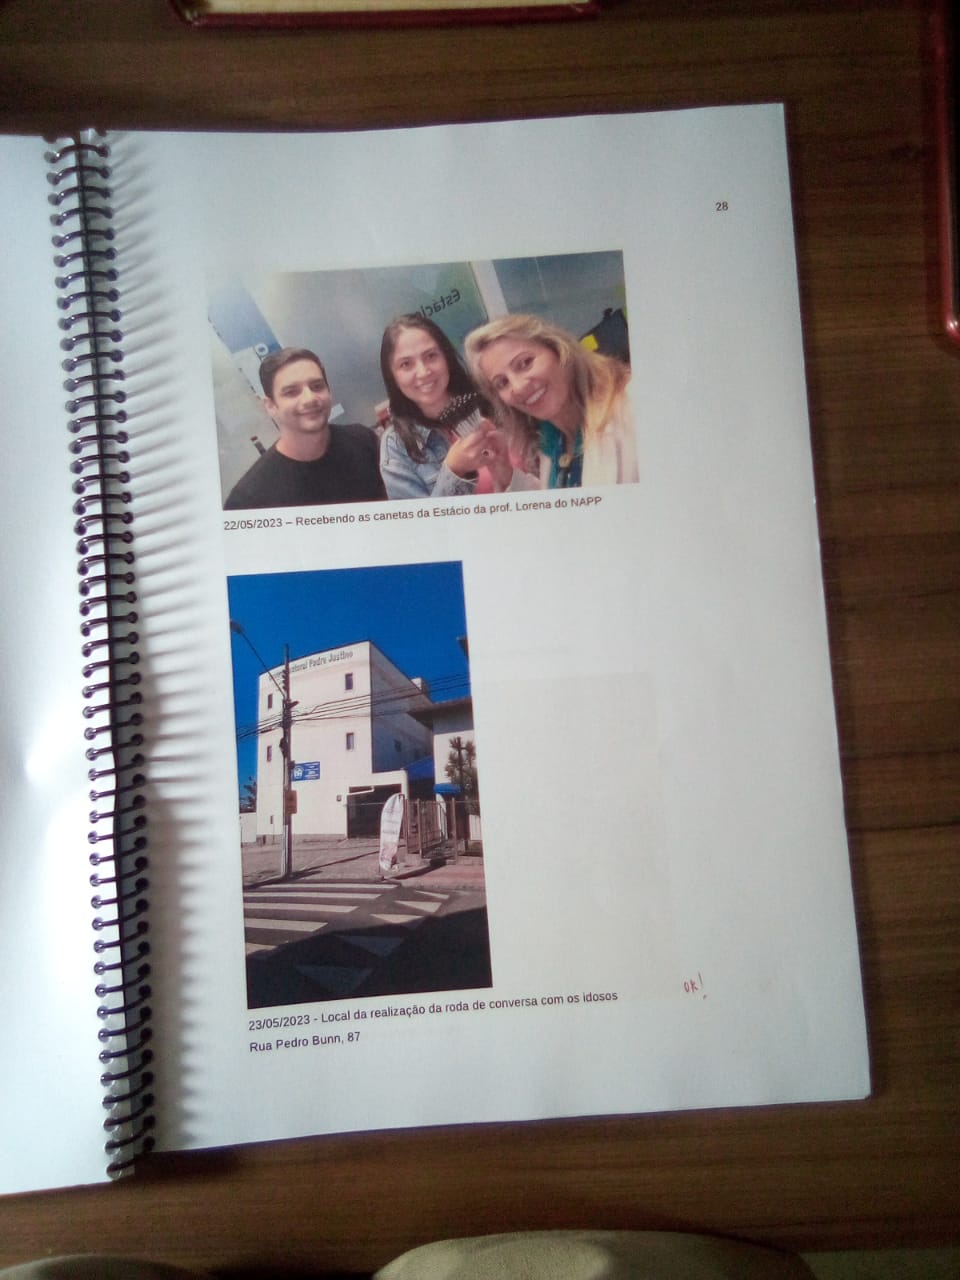 28
Estácio
22/05/2023 – Recebendo as canetas da Estácio da prof. Lorena do NAPP
Pastoral Padre Justino
23/05/2023 - Local da realização da roda de conversa com os idosos
OK!
Rua Pedro Bunn, 87